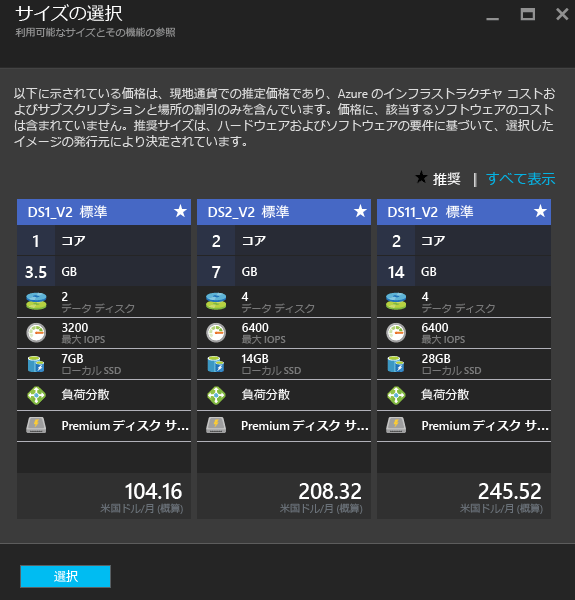 サイズの選択
利用可能なサイズとその機能の参照
以下に示されている価格は、現地通貨での推定価格であり、Azure のインフラストラクチャ コストお
よびサブスクリプションと場所の割引のみを含んでいます。価格に、該当するソフトウェアのコスト
は含まれていません。推奨サイズは、ハードウェアおよびソフトウェアの要件に基づいて、選択した
イメージの発行元により決定されています。
★ 推奨 | すべて表示
DS1_V2 標準 ★
1 コア
3.5 GB
2
データ ディスク
3200
最大 IOPS
7GB
ローカル SSD
負荷分散
Premium ディスク サ...
104.16
米国ドル/月 (概算)
DS2_V2 標準 ★
2 コア
7 GB
4
データ ディスク
6400
最大 IOPS
14GB
ローカル SSD
負荷分散
Premium ディスク サ...
208.32
米国ドル/月 (概算)
DS11_V2 標準 ★
2 コア
14 GB
4
データ ディスク
6400
最大 IOPS
28GB
ローカル SSD
負荷分散
Premium ディスク サ...
245.52
米国ドル/月 (概算)
選択